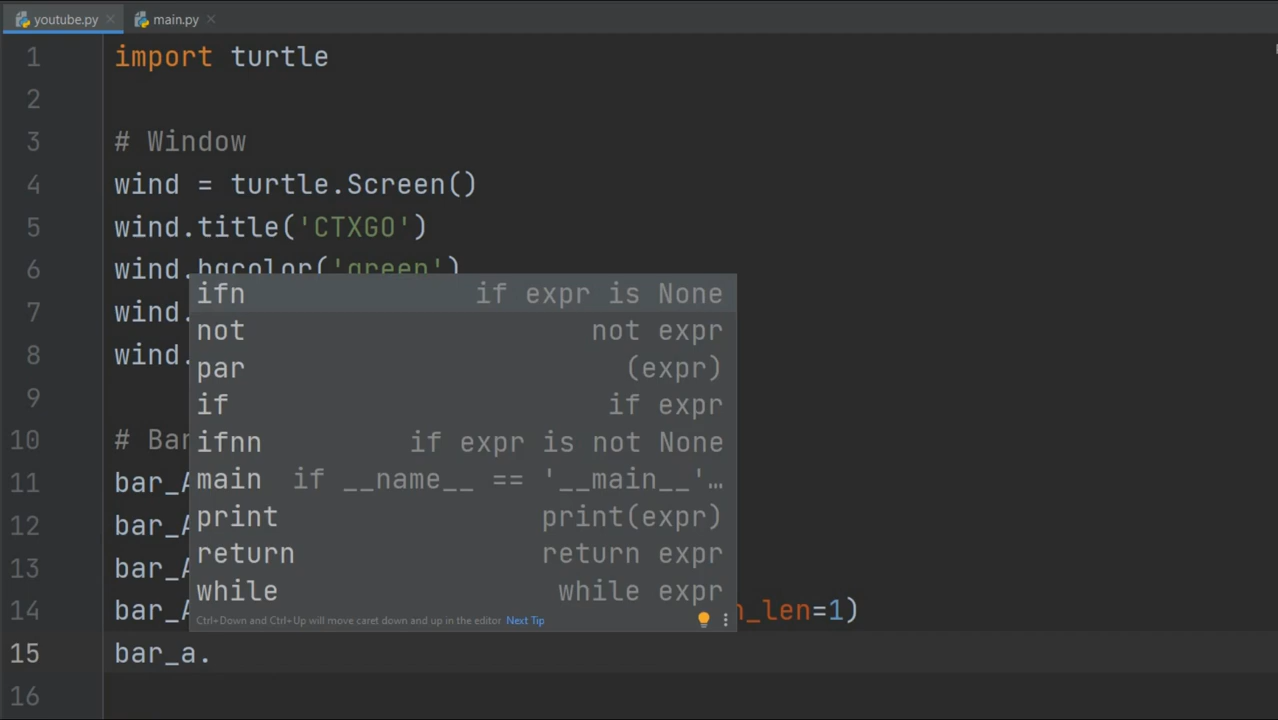 youtube.py main.py
1 import turtle
2
3 # Window
4 wind = turtle.Screen()
5 wind.title('CTXGO')
6 wind.bgcolor('green')
7 wind.
8 wind.
9
10 # Bar
11 bar_A
12 bar_A
13 bar_A
14 bar_A n_len=1)
15 bar_a.
16
ifn if expr is None
not not expr
par (expr)
if if expr
ifnn if expr is not None
main if __name__ == '__main__'…
print print(expr)
return return expr
while while expr
Ctrl+Down and Ctrl+Up will move caret down and up in the editor Next Tip